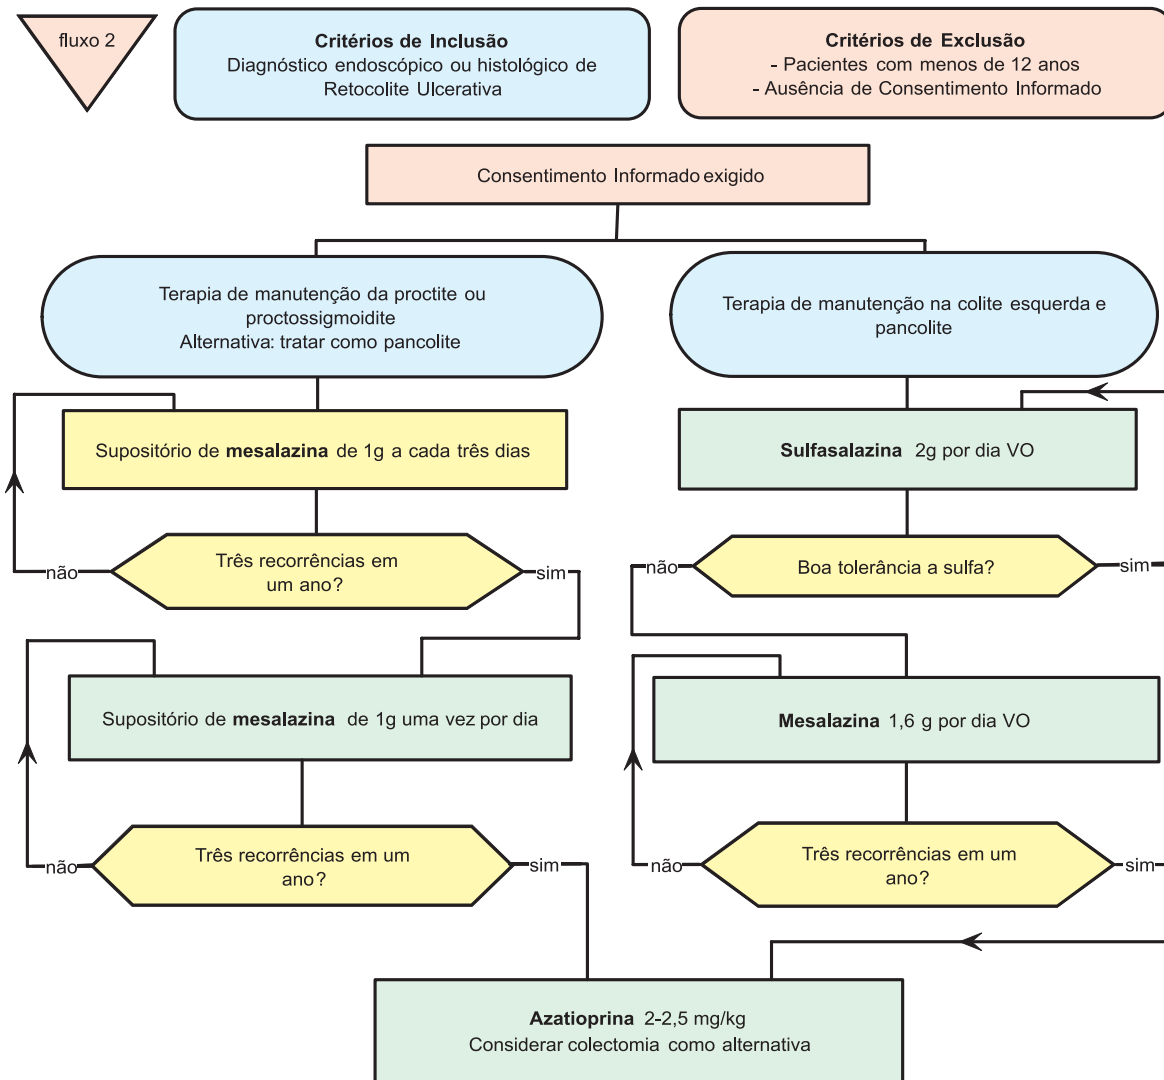 fluxo 2
Critérios de Inclusão
Diagnóstico endoscópico ou histológico de
Retocolite Ulcerativa
Critérios de Exclusão
- Pacientes com menos de 12 anos
- Ausência de Consentimento Informado
Consentimento Informado exigido
Terapia de manutenção da proctite ou
proctossigmoidite
Alternativa: tratar como pancolite
Terapia de manutenção na colite esquerda e
pancolite
Supositório de mesalazina de 1g a cada três dias
Sulfasalazina 2g por dia VO
Três recorrências em
um ano?
não
sim
Boa tolerância a sulfa?
não
sim
Supositório de mesalazina de 1g uma vez por dia
Mesalazina 1,6 g por dia VO
Três recorrências em um
ano?
não
sim
Três recorrências em um
ano?
não
sim
Azatioprina 2-2,5 mg/kg
Considerar colectomia como alternativa